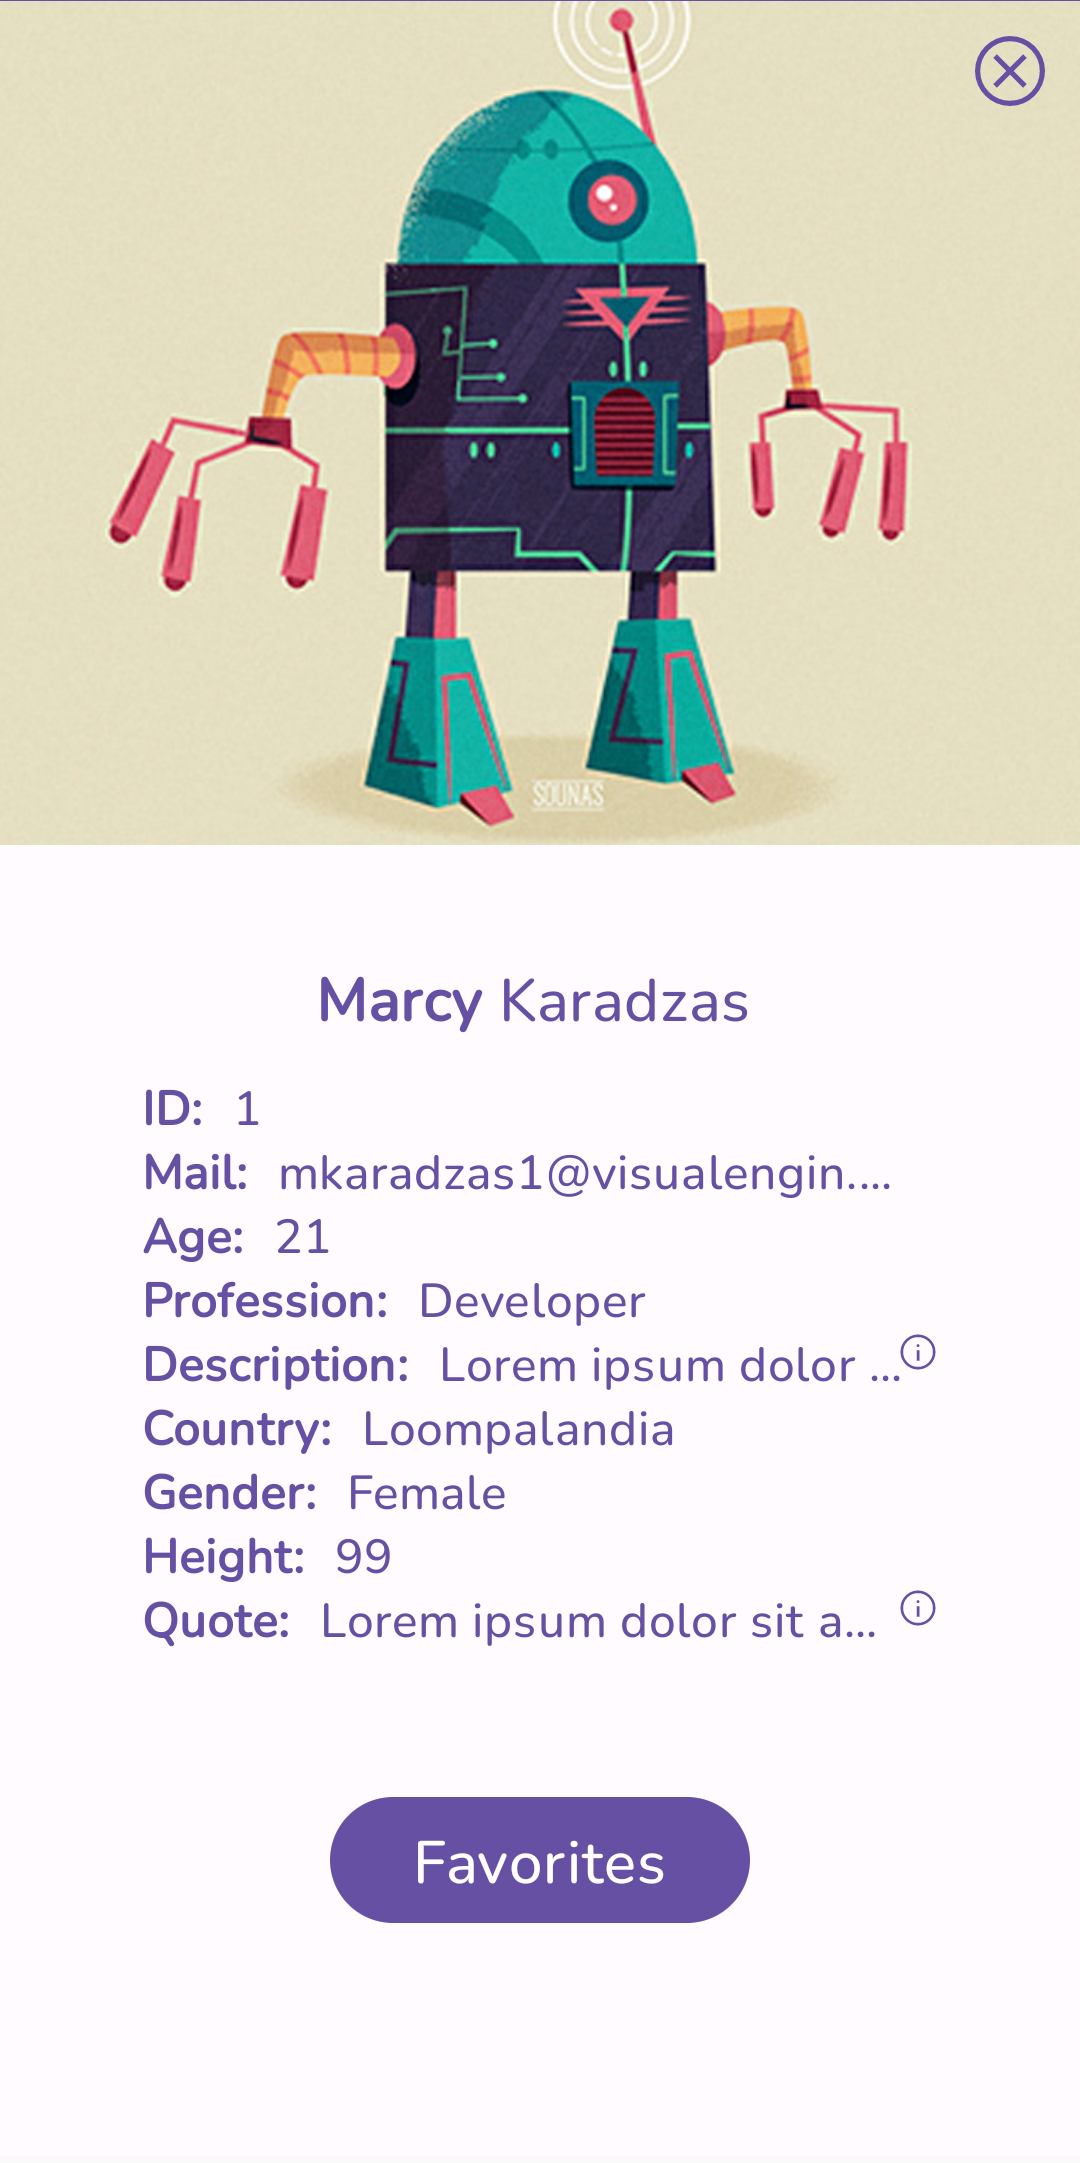 SOUNAS
Marcy Karadzas
ID: 1
Mail: mkaradzas1@visualengin....
Age: 21
Profession: Developer
Description: Lorem ipsum dolor ...
Country: Loompalandia
Gender: Female
Height: 99
Quote: Lorem ipsum dolor sit a...
Favorites